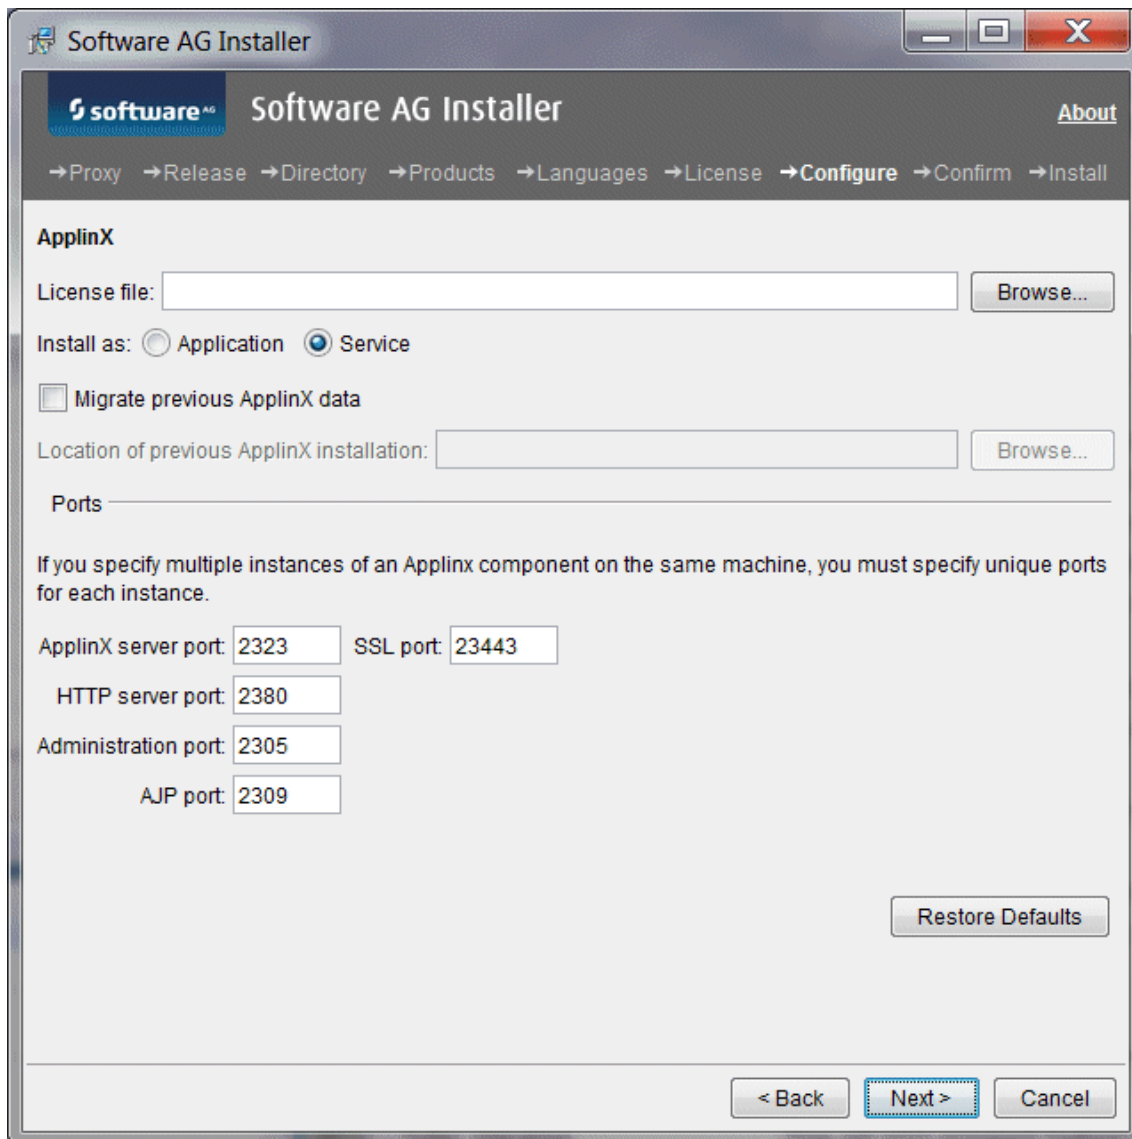 Software AG Installer
software AG Software AG Installer About
→Proxy →Release →Directory →Products →Languages →License →Configure →Confirm →Install
ApplinX
License file: Browse...
Install as: Application Service
Migrate previous ApplinX data
Location of previous ApplinX installation: Browse...
Ports
If you specify multiple instances of an Applinx component on the same machine, you must specify unique ports
for each instance.
ApplinX server port: 2323 SSL port: 23443
HTTP server port: 2380
Administration port: 2305
AJP port: 2309
Restore Defaults
< Back Next > Cancel